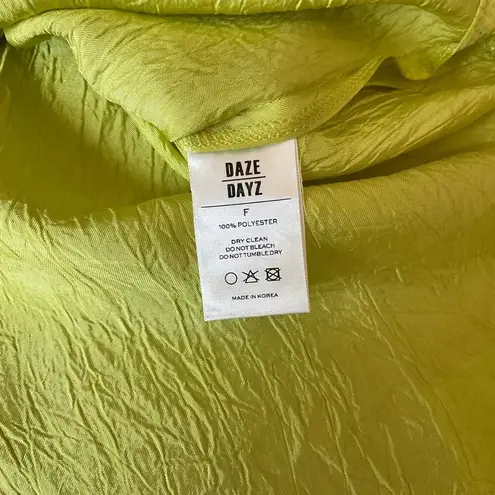 DAZE
DAYZ
F
100% POLYESTER
DRY CLEAN
DO NOT BLEACH
DO NOT TUMBLE DRY
MADE IN KOREA